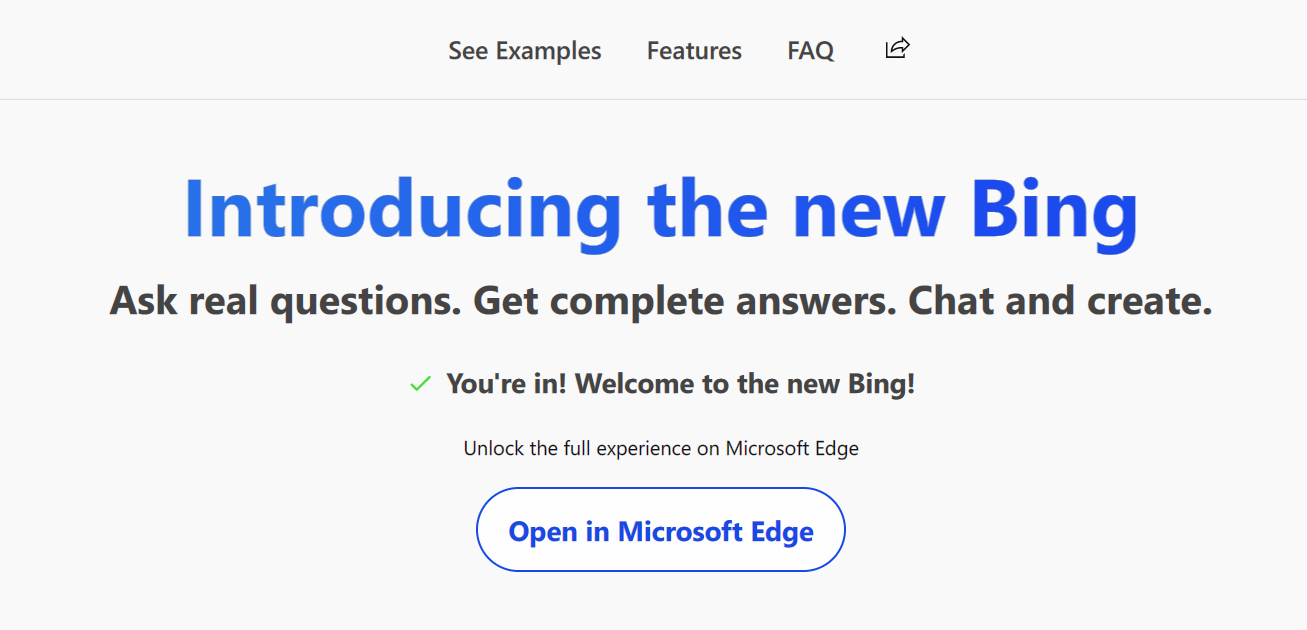 See Examples Features FAQ
Introducing the new Bing
Ask real questions. Get complete answers. Chat and create.
You're in! Welcome to the new Bing!
Unlock the full experience on Microsoft Edge
Open in Microsoft Edge